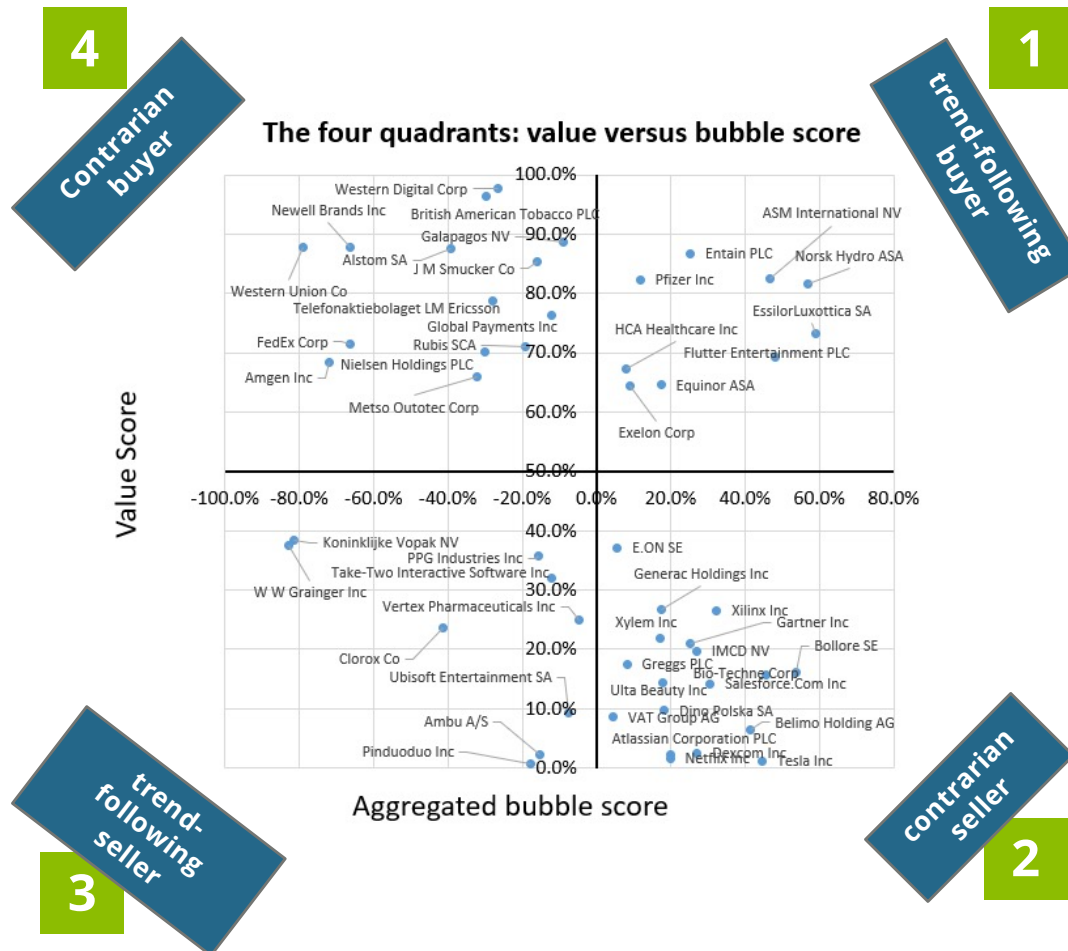 4
1
Contrarian
buyer
trend-following
buyer
The four quadrants: value versus bubble score
100.0%
Western Digital Corp
Newell Brands Inc
British American Tobacco PLC
ASM International NV
90.0%
Galapagos NV
Alstom SA
J M Smucker Co
Entain PLC
Norsk Hydro ASA
Pfizer Inc
80.0%
Western Union Co
Telefonaktiebolaget LM Ericsson
EssilorLuxottica SA
Global Payments Inc
HCA Healthcare Inc
FedEx Corp
Rubis SCA
70.0%
Flutter Entertainment PLC
Nielsen Holdings PLC
Amgen Inc
Equinor ASA
Metso Outotec Corp
60.0%
Exelon Corp
Value Score
50.0%
-100.0% -80.0% -60.0% -40.0% -20.0% 0.0% 20.0% 40.0% 60.0% 80.0%
40.0%
Koninklijke Vopak NV
E.ON SE
PPG Industries Inc
Take-Two Interactive Software Inc
Generac Holdings Inc
W W Grainger Inc
30.0%
Vertex Pharmaceuticals Inc
Xilinx Inc
Xylem Inc
Gartner Inc
20.0%
IMCD NV
Bollore SE
Clorox Co
Greggs PLC
Bio-Techne Corp
Ubisoft Entertainment SA
Ulta Beauty Inc
Salesforce.Com Inc
10.0%
Dino Polska SA
VAT Group AG
Ambu A/S
Belimo Holding AG
Atlassian Corporation PLC
Pinduoduo Inc
Dexcom Inc
Netflix Inc
Tesla Inc
0.0%
Aggregated bubble score
trend-
following
seller
3
contrarian
seller
2